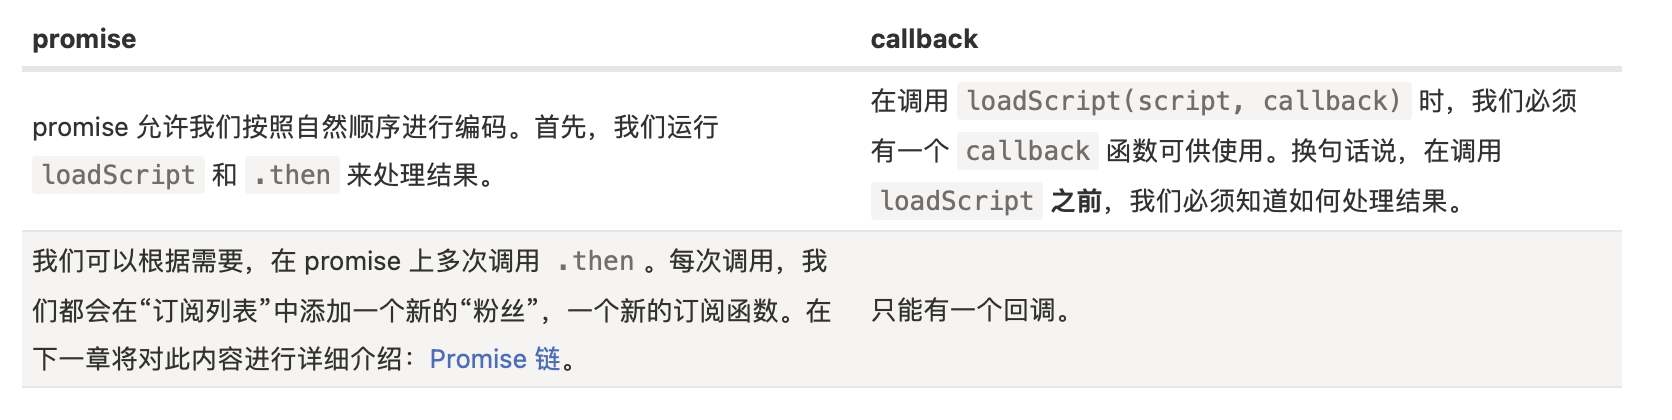 promise
callback
promise 允许我们按照自然顺序进行编码。首先，我们运行
loadScript 和 .then 来处理结果。
在调用 loadScript(script, callback) 时，我们必须
有一个 callback 函数可供使用。换句话说，在调用
loadScript 之前，我们必须知道如何处理结果。
我们可以根据需要，在 promise 上多次调用 .then 。每次调用，我
们都会在“订阅列表”中添加一个新的“粉丝”，一个新的订阅函数。在
下一章将对此内容进行详细介绍：Promise 链。
只能有一个回调。